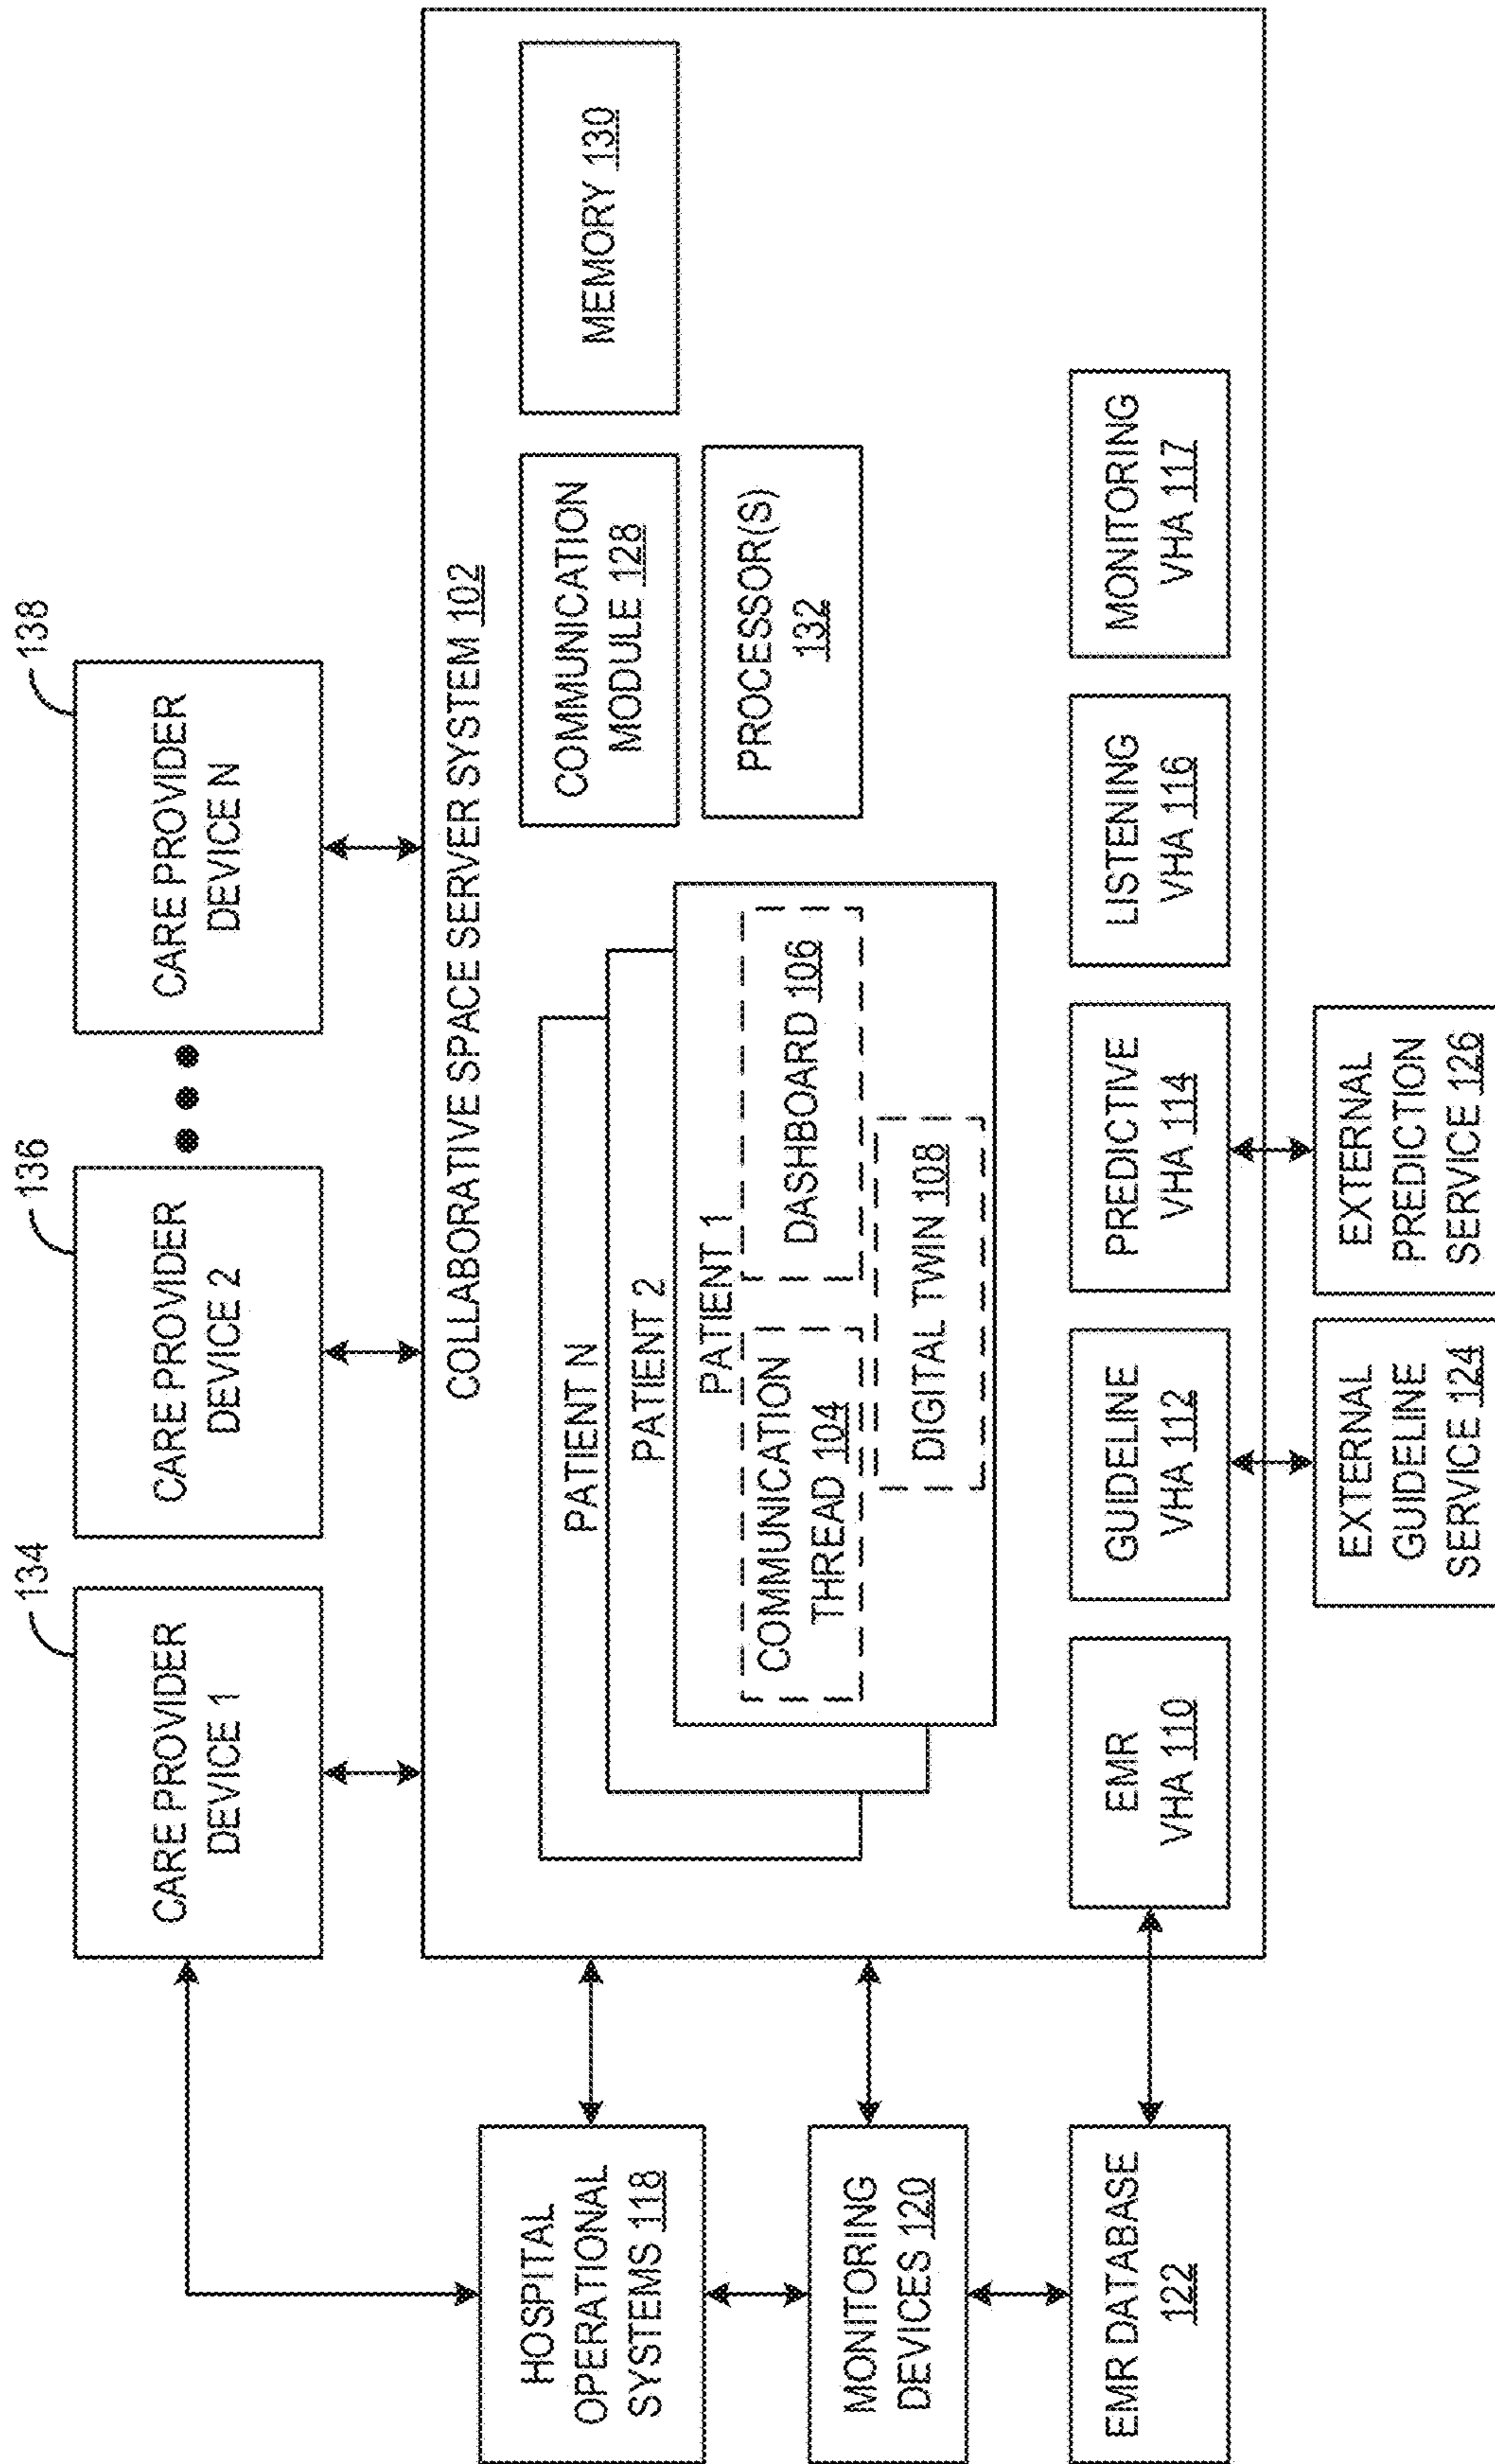 134
136
138
CARE PROVIDER
DEVICE 1
CARE PROVIDER
DEVICE 2
CARE PROVIDER
DEVICE N
COLLABORATIVE SPACE SERVER SYSTEM 102
HOSPITAL
OPERATIONAL
SYSTEMS 118
MONITORING
DEVICES 120
EMR DATABASE
122
PATIENT N
PATIENT 2
PATIENT 1
COMMUNICATION
THREAD 104
DASHBOARD 106
DIGITAL TWIN 108
COMMUNICATION
MODULE 128
MEMORY 130
PROCESSOR(S)
132
EMR
VHA 110
GUIDELINE
VHA 112
PREDICTIVE
VHA 114
LISTENING
VHA 116
MONITORING
VHA 117
EXTERNAL
GUIDELINE
SERVICE 124
EXTERNAL
PREDICTION
SERVICE 126